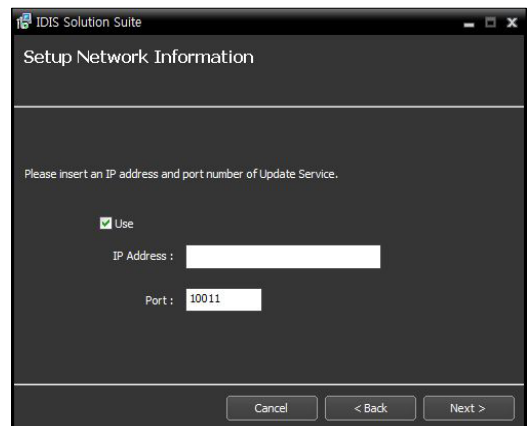 IDIS Solution Suite
Setup Network Information
Please insert an IP address and port number of Update Service.
Use
IP Address :
Port : 10011
Cancel < Back Next >